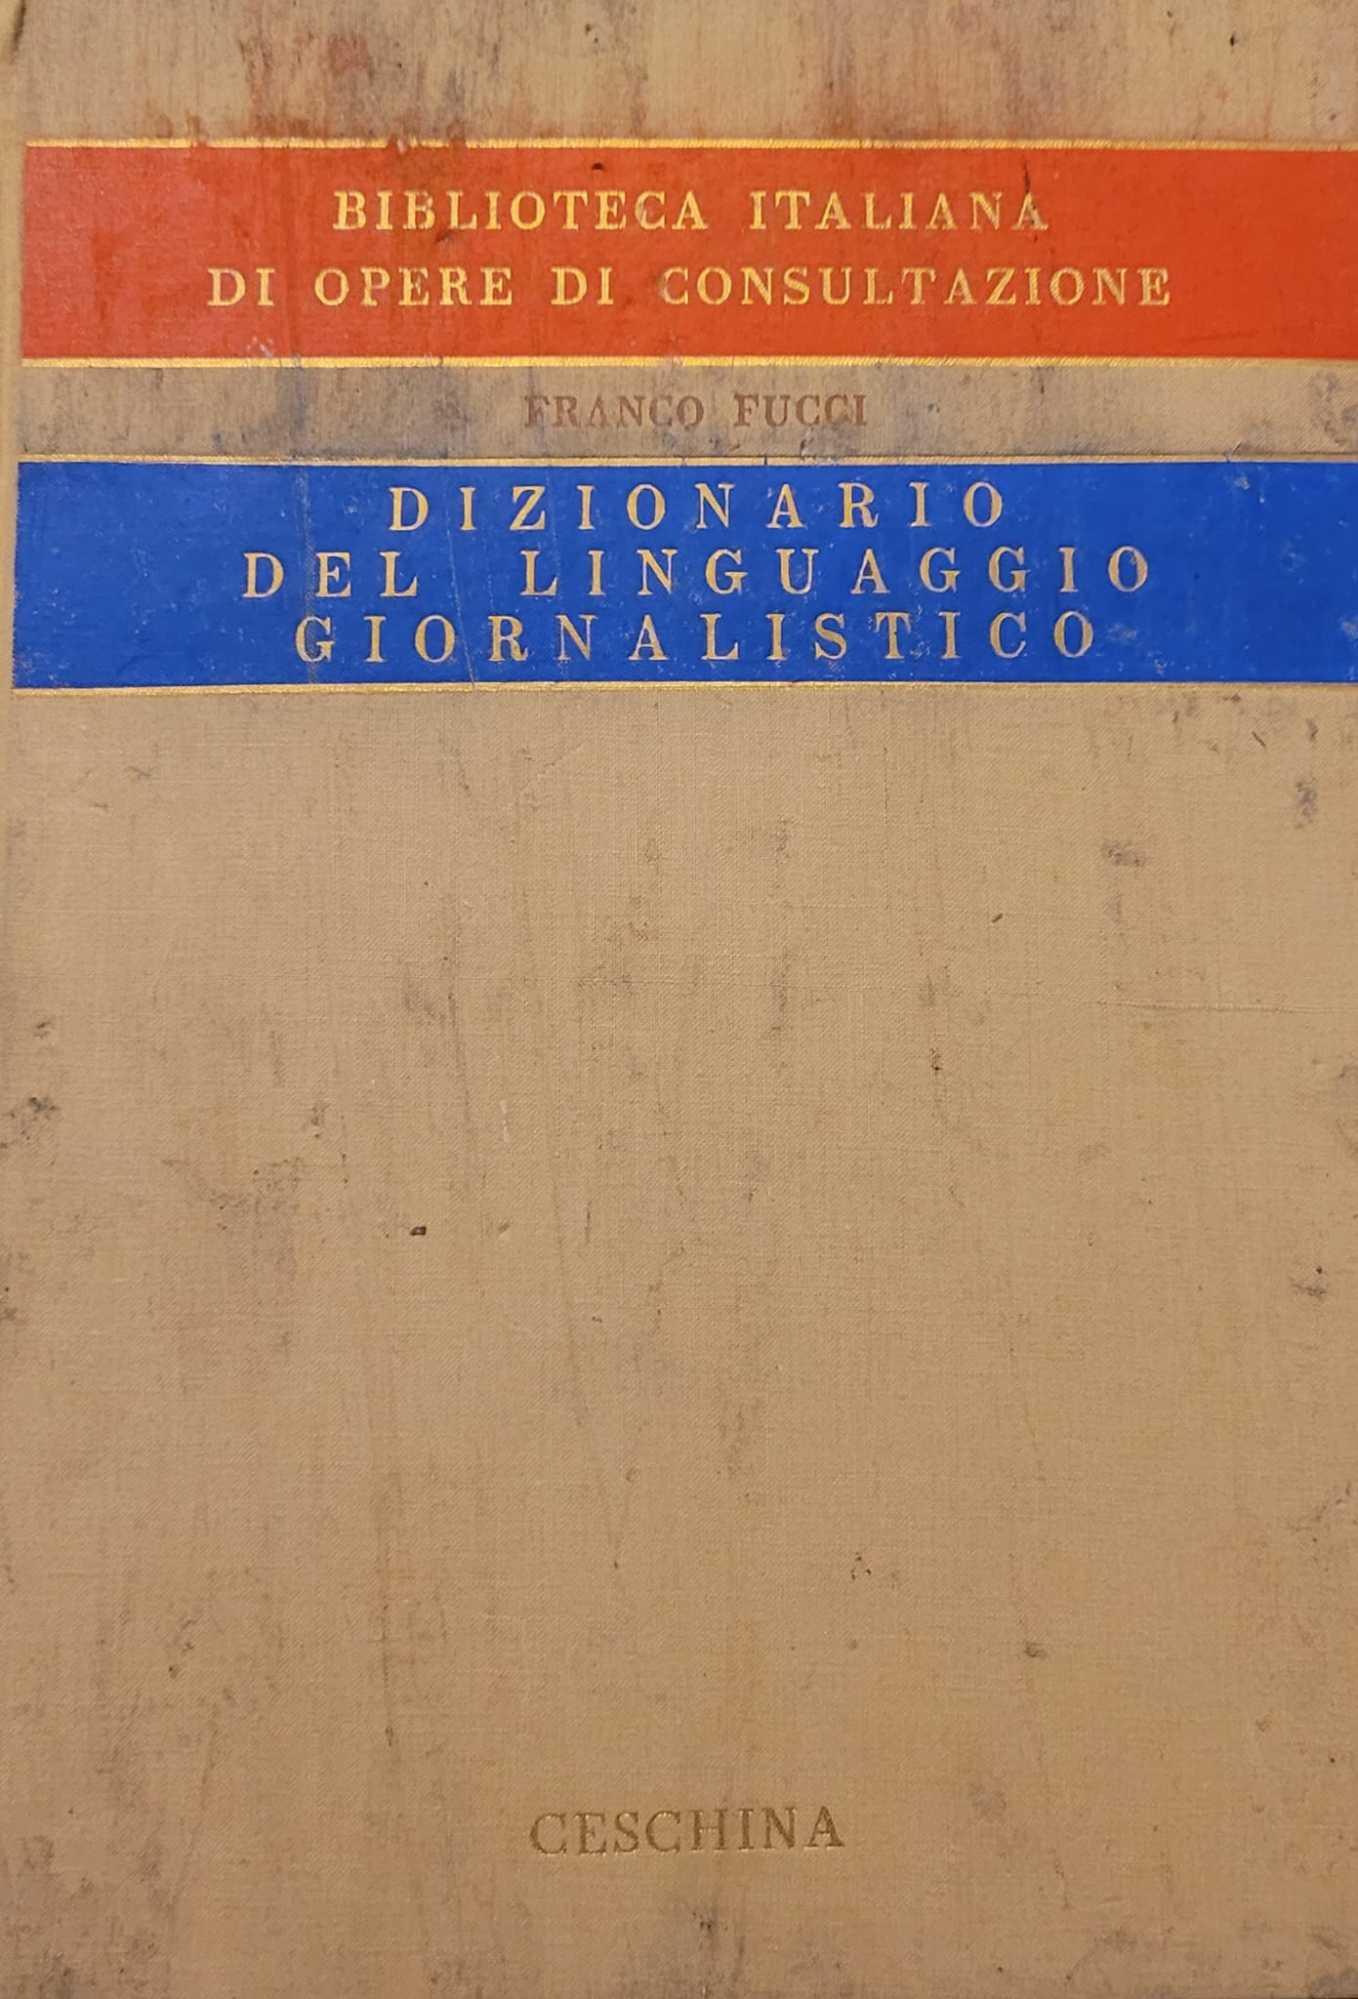 BIBLIOTECA ITALIANA
DI OPERE DI CONSULTAZIONE
FRANCO FUCCI
DIZIONARIO
DEL LINGUAGGIO
GIORNALISTICO
CESCHINA